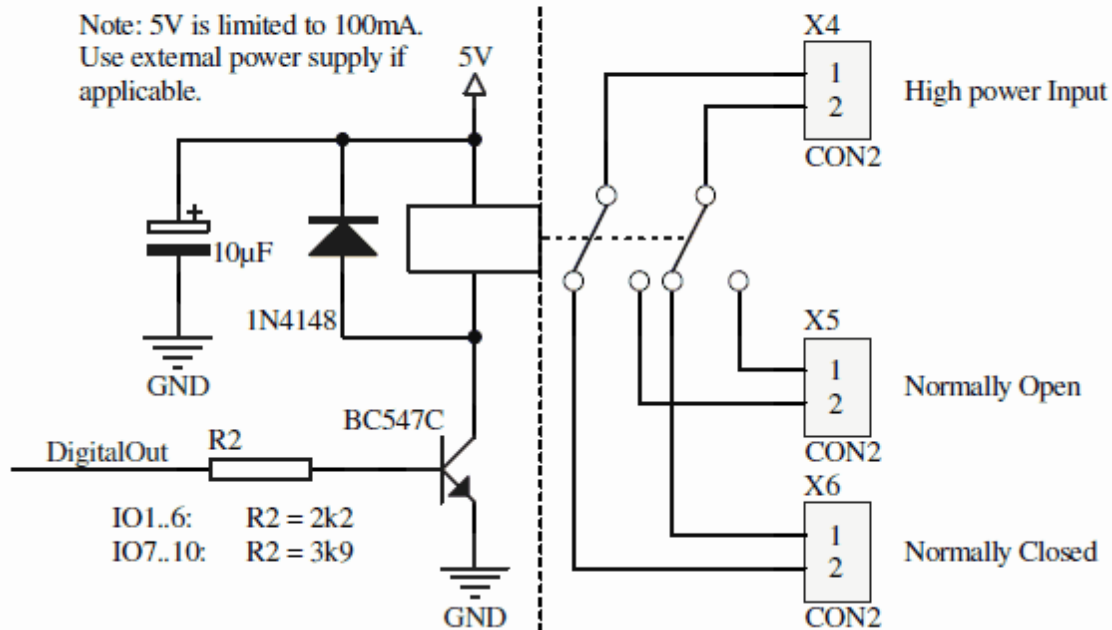 Note: 5V is limited to 100mA.
Use external power supply if
applicable.
5V
10µF
1N4148
GND
BC547C
DigitalOut
R2
IO1..6: R2 = 2k2
IO7..10: R2 = 3k9
GND
X4
1
2
CON2
High power Input
X5
1
2
CON2
Normally Open
X6
1
2
CON2
Normally Closed